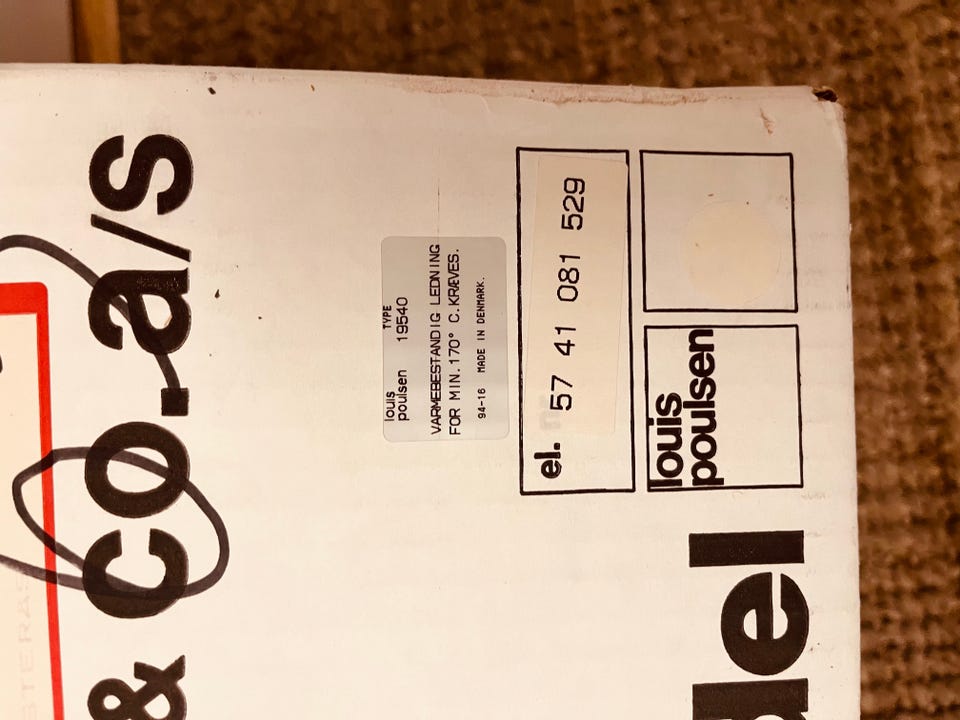 & co. a/s
louis
poulsen
TYPE
19540
VARMEBESTANDIG LEDNING
FOR MIN.170° C.KRÆVES.
94-16 MADE IN DENMARK.
el. 57 41 081 529
louis
poulsen
del